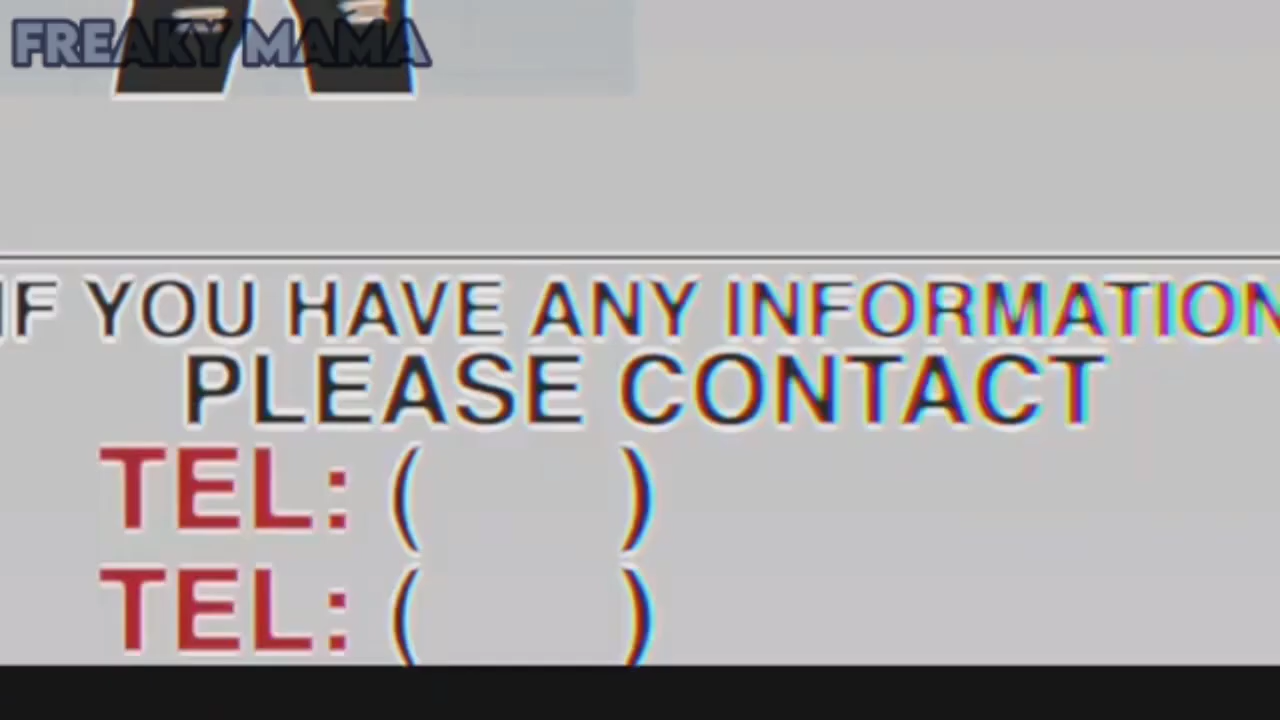 FREAKY MAMA
IF YOU HAVE ANY INFORMATION
PLEASE CONTACT
TEL: ( )
TEL: ( )